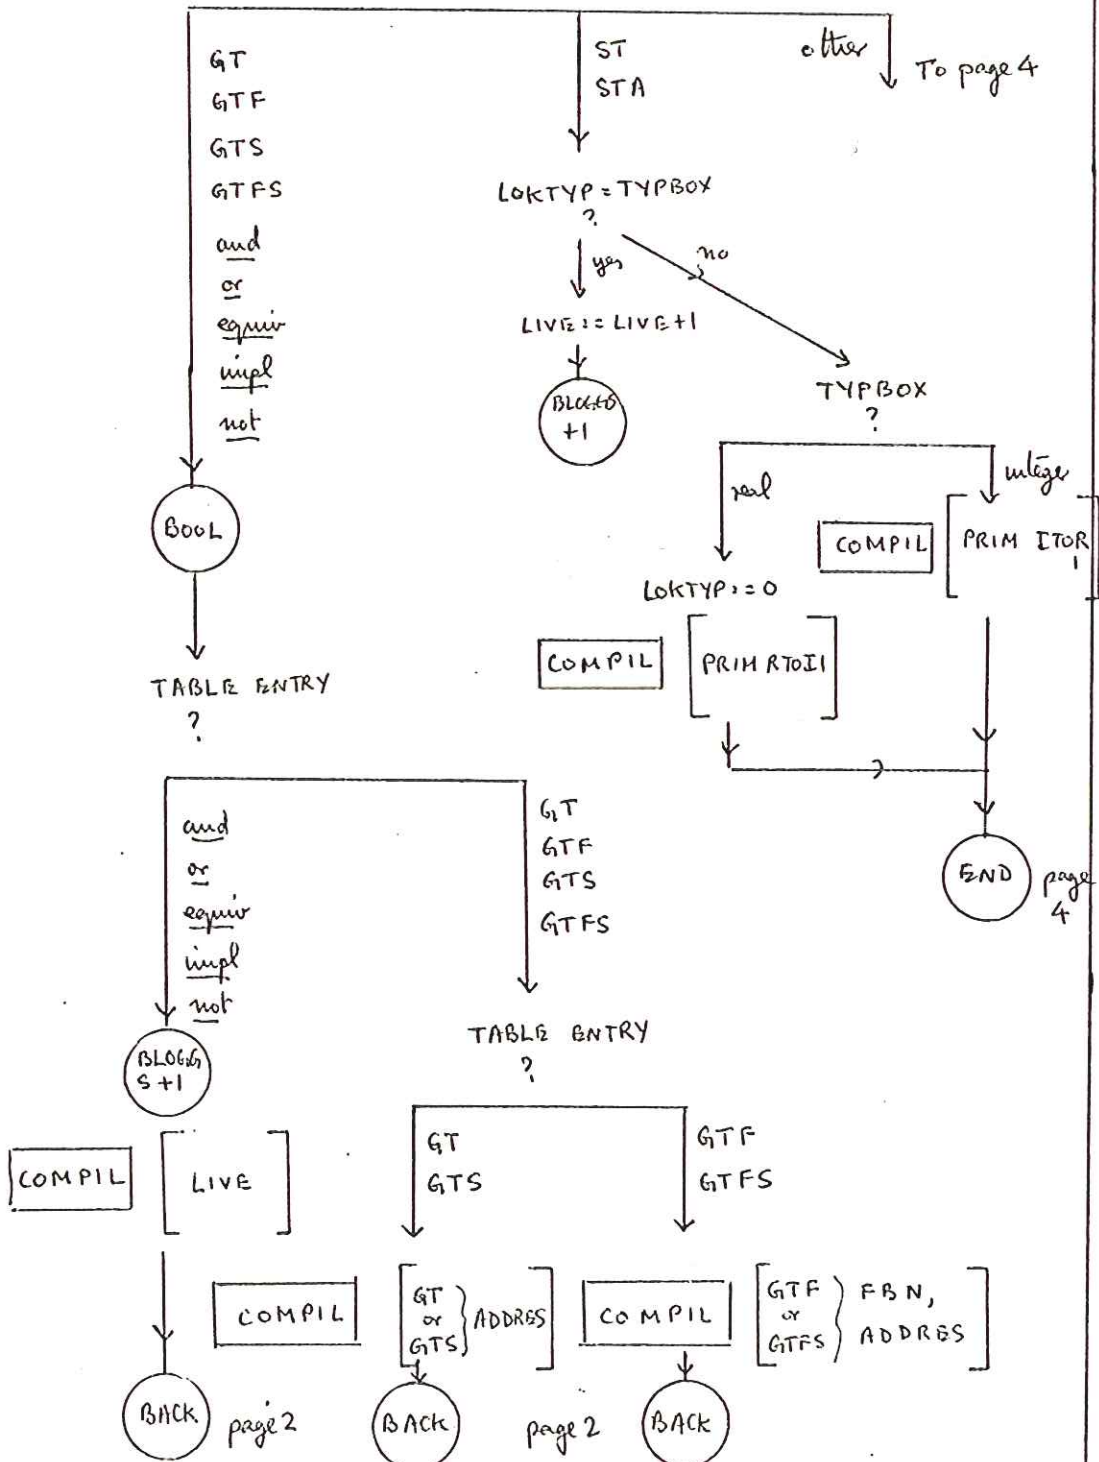 GT
GTF
GTS
GTFS
and
or
equiv
impl
not
BOOL
TABLE ENTRY
?
ST
STA
LOKTYP = TYPBOX
?
yes
no
LIVE := LIVE+1
BLOGGS
+1
other
To page 4
TYPBOX
?
real
integer
LOKTYP := 0
COMPIL
PRIM RTOI1
COMPIL
PRIM ITOR
1
END
page
4
and
or
equiv
impl
not
BLOGG
S+1
COMPIL
LIVE
BACK
page 2
GT
GTF
GTS
GTFS
TABLE ENTRY
?
GT
GTS
COMPIL
GT
or
GTS
ADDRES
BACK
page 2
GTF
GTFS
COMPIL
GTF
or
GTFS
FBN,
ADDRES
BACK